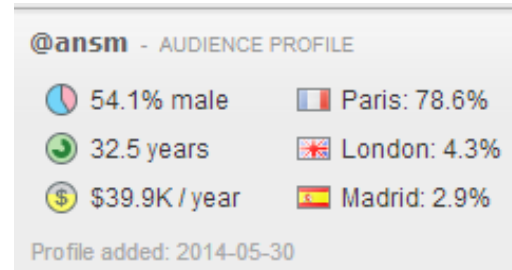 @ansm - AUDIENCE PROFILE
54.1% male
Paris: 78.6%
32.5 years
London: 4.3%
$39.9K / year
Madrid: 2.9%
Profile added: 2014-05-30